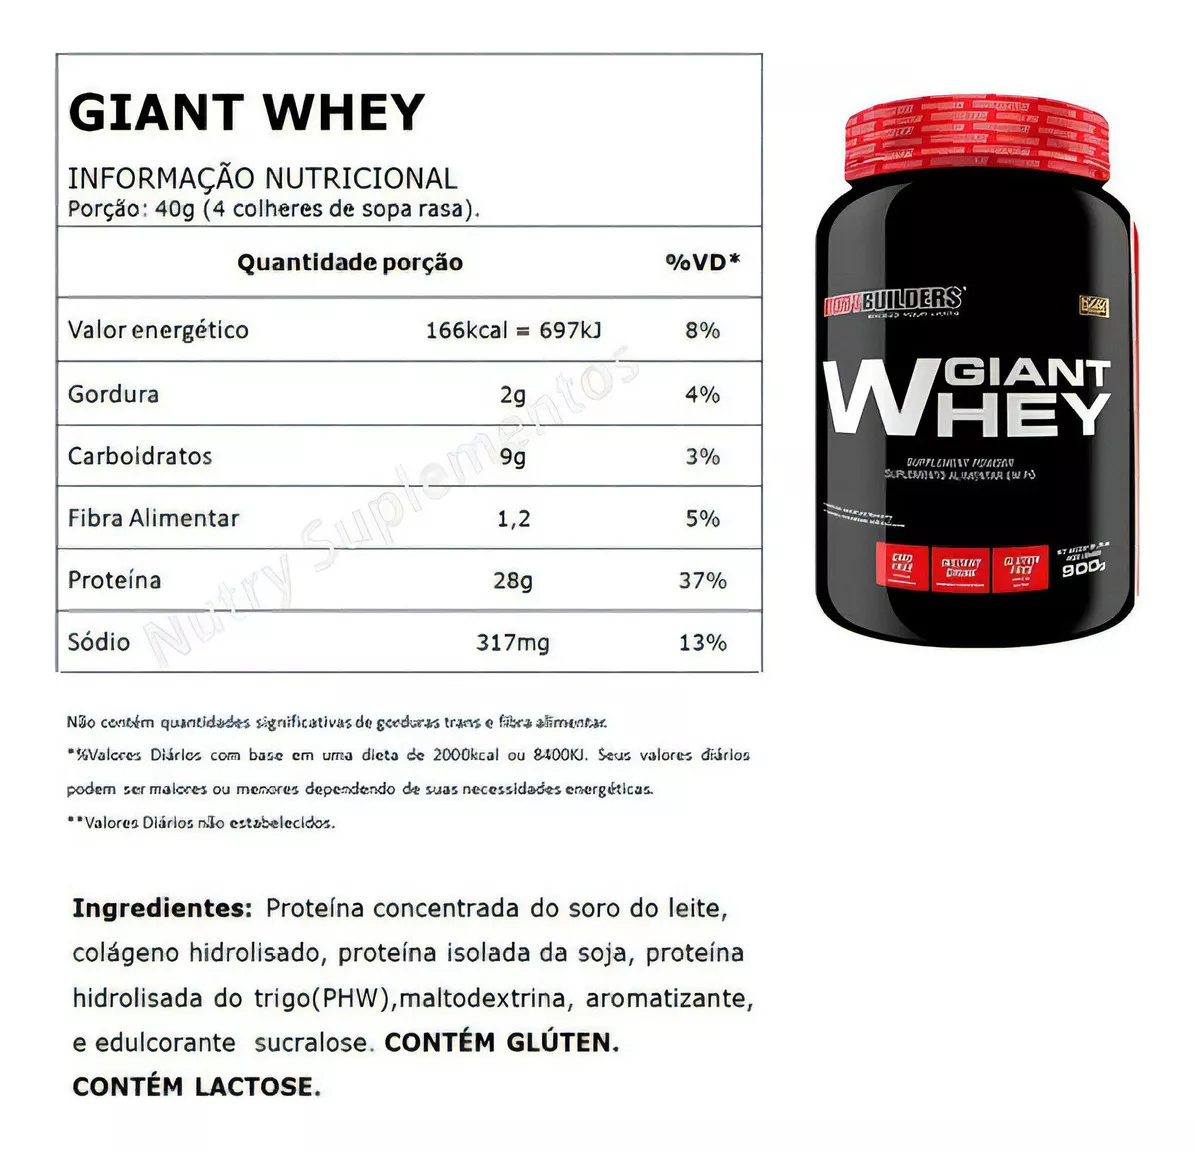 GIANT WHEY
INFORMAÇÃO NUTRICIONAL
Porção: 40g (4 colheres de sopa rasa).
Quantidade porção %VD*
Valor energético 166kcal = 697kJ 8%
Gordura 2g 4%
Carboidratos 9g 3%
Fibra Alimentar 1,2 5%
Proteína 28g 37%
Sódio 317mg 13%
Nutry Suplementos
Não contém quantidades significativas de gorduras trans e fibra alimentar.
*%Valores Diários com base em uma dieta de 2000kcal ou 8400KJ. Seus valores diários
podem ser maiores ou menores dependendo de suas necessidades energéticas.
**Valores Diários não estabelecidos.
Ingredientes: Proteína concentrada do soro do leite,
colágeno hidrolisado, proteína isolada da soja, proteína
hidrolisada do trigo(PHW),maltodextrina, aromatizante,
e edulcorante sucralose. CONTÉM GLÚTEN.
CONTÉM LACTOSE.
BUILDERS
GIANT
WHEY
900g